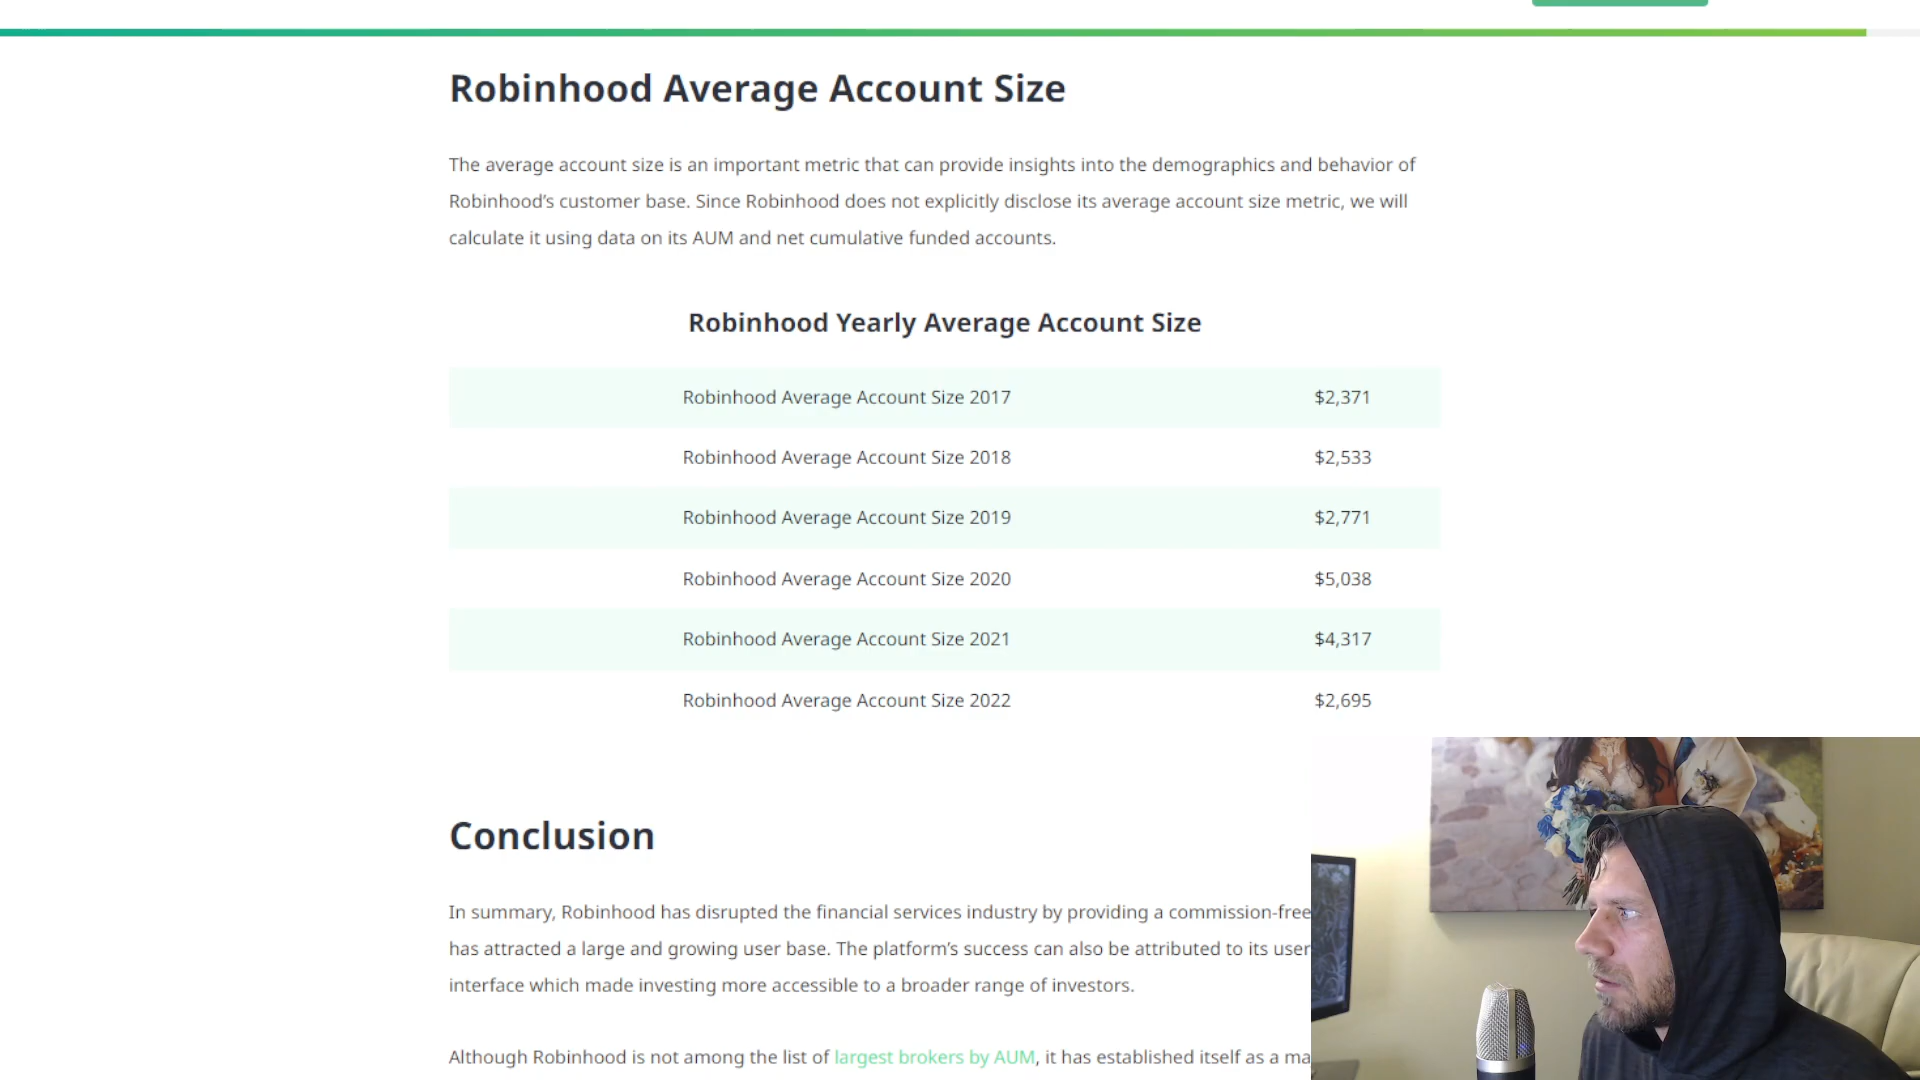 Robinhood Average Account Size
The average account size is an important metric that can provide insights into the demographics and behavior of
Robinhood’s customer base. Since Robinhood does not explicitly disclose its average account size metric, we will
calculate it using data on its AUM and net cumulative funded accounts.
Robinhood Yearly Average Account Size
Robinhood Average Account Size 2017 $2,371
Robinhood Average Account Size 2018 $2,533
Robinhood Average Account Size 2019 $2,771
Robinhood Average Account Size 2020 $5,038
Robinhood Average Account Size 2021 $4,317
Robinhood Average Account Size 2022 $2,695
Conclusion
In summary, Robinhood has disrupted the financial services industry by providing a commission-free
has attracted a large and growing user base. The platform’s success can also be attributed to its user
interface which made investing more accessible to a broader range of investors.
Although Robinhood is not among the list of largest brokers by AUM, it has established itself as a ma